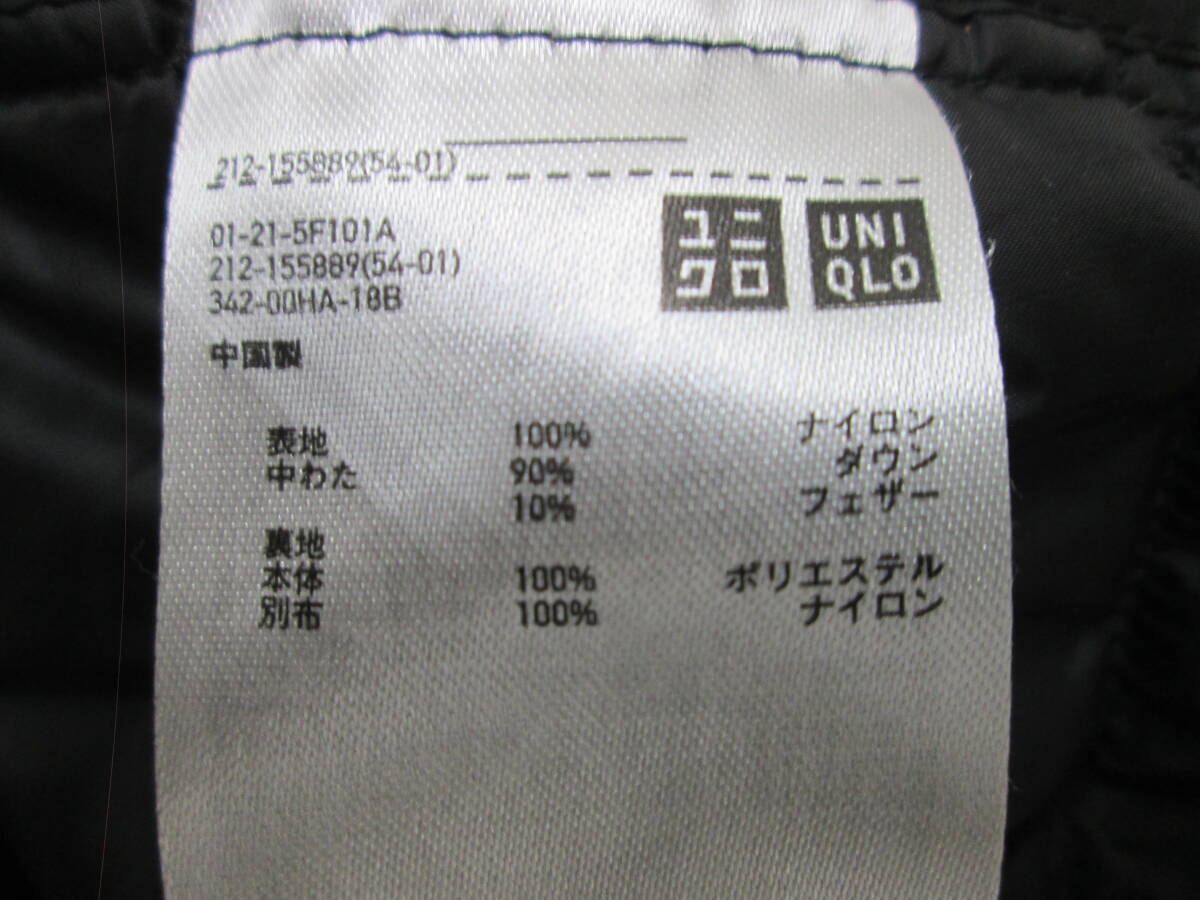 212-155889(54-01)
01-21-5F101A
212-155889(54-01)
342-00HA-18B
ユニ
クロ
UNI
QLO
中国製
表地 100% ナイロン
中わた 90% ダウン
10% フェザー
裏地
本体 100% ポリエステル
別布 100% ナイロン